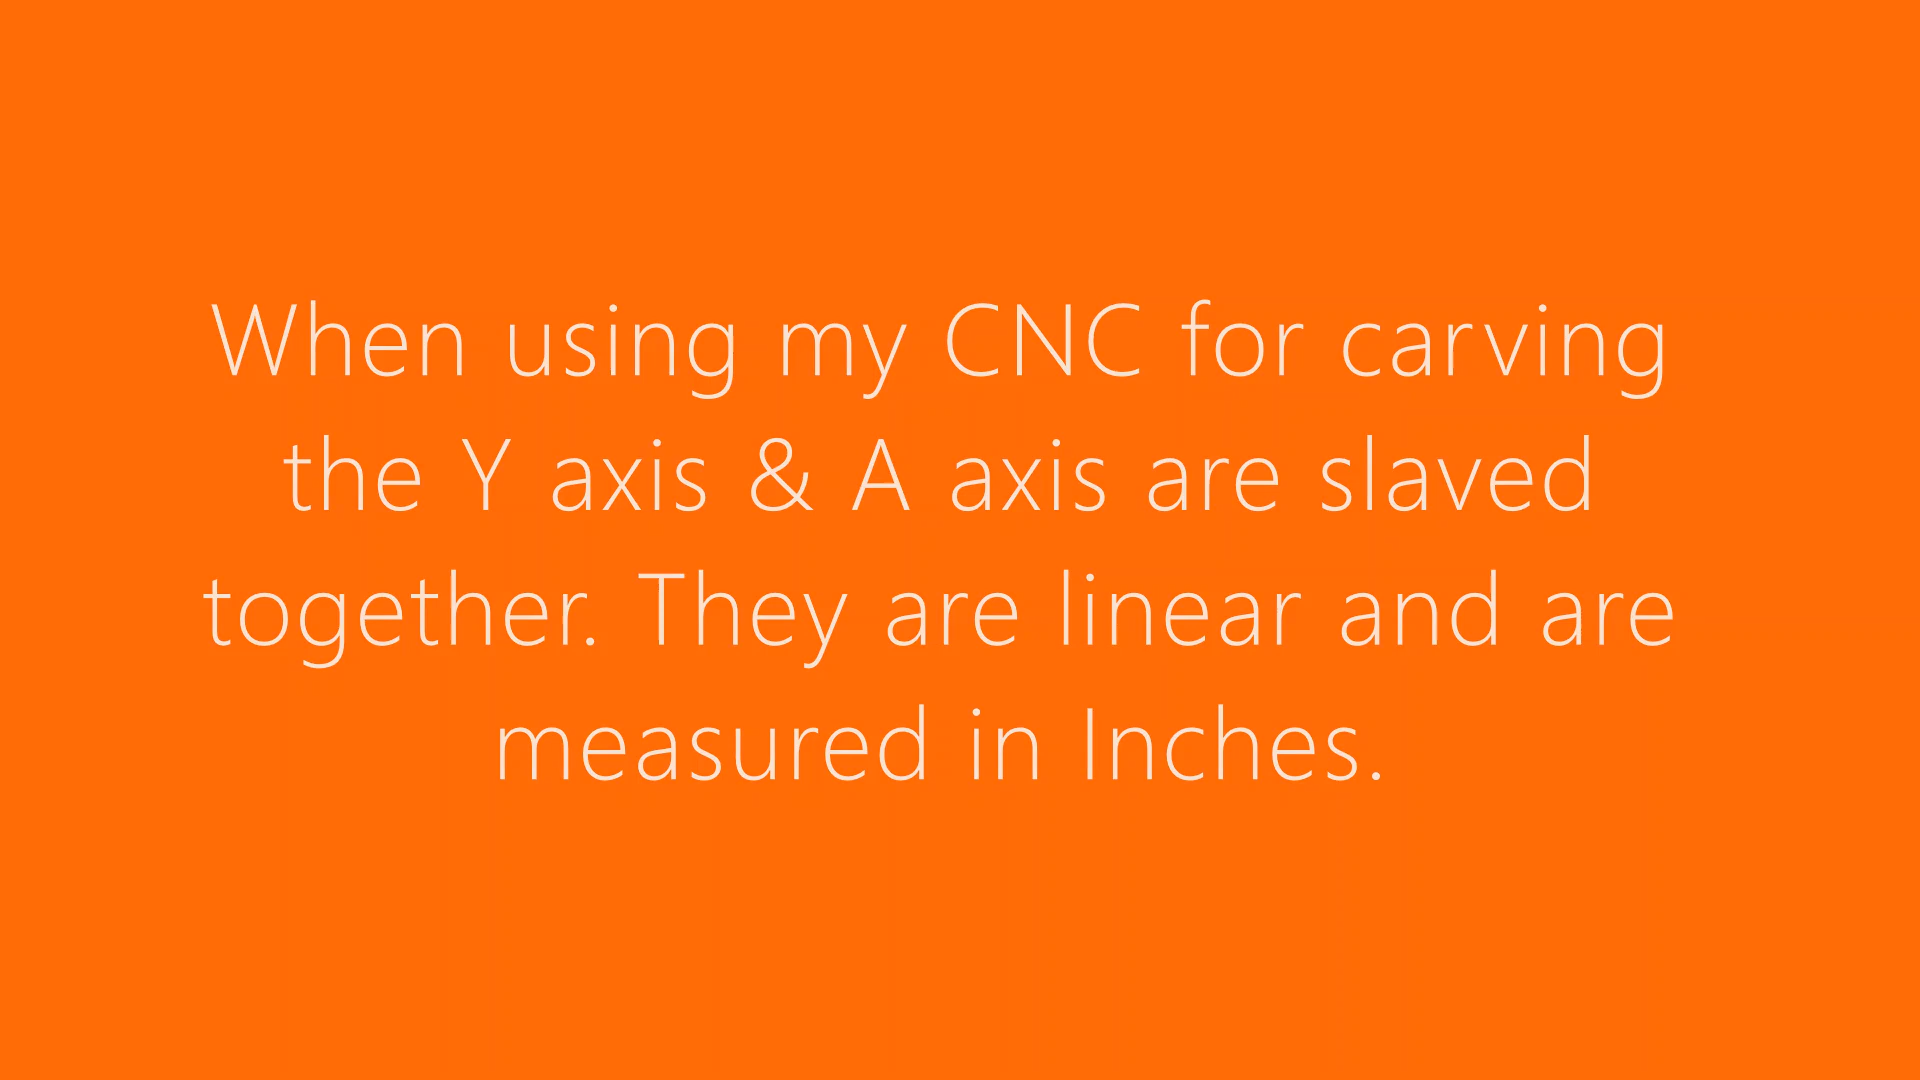 When using my CNC for carving
the Y axis & A axis are slaved
together. They are linear and are
measured in Inches.